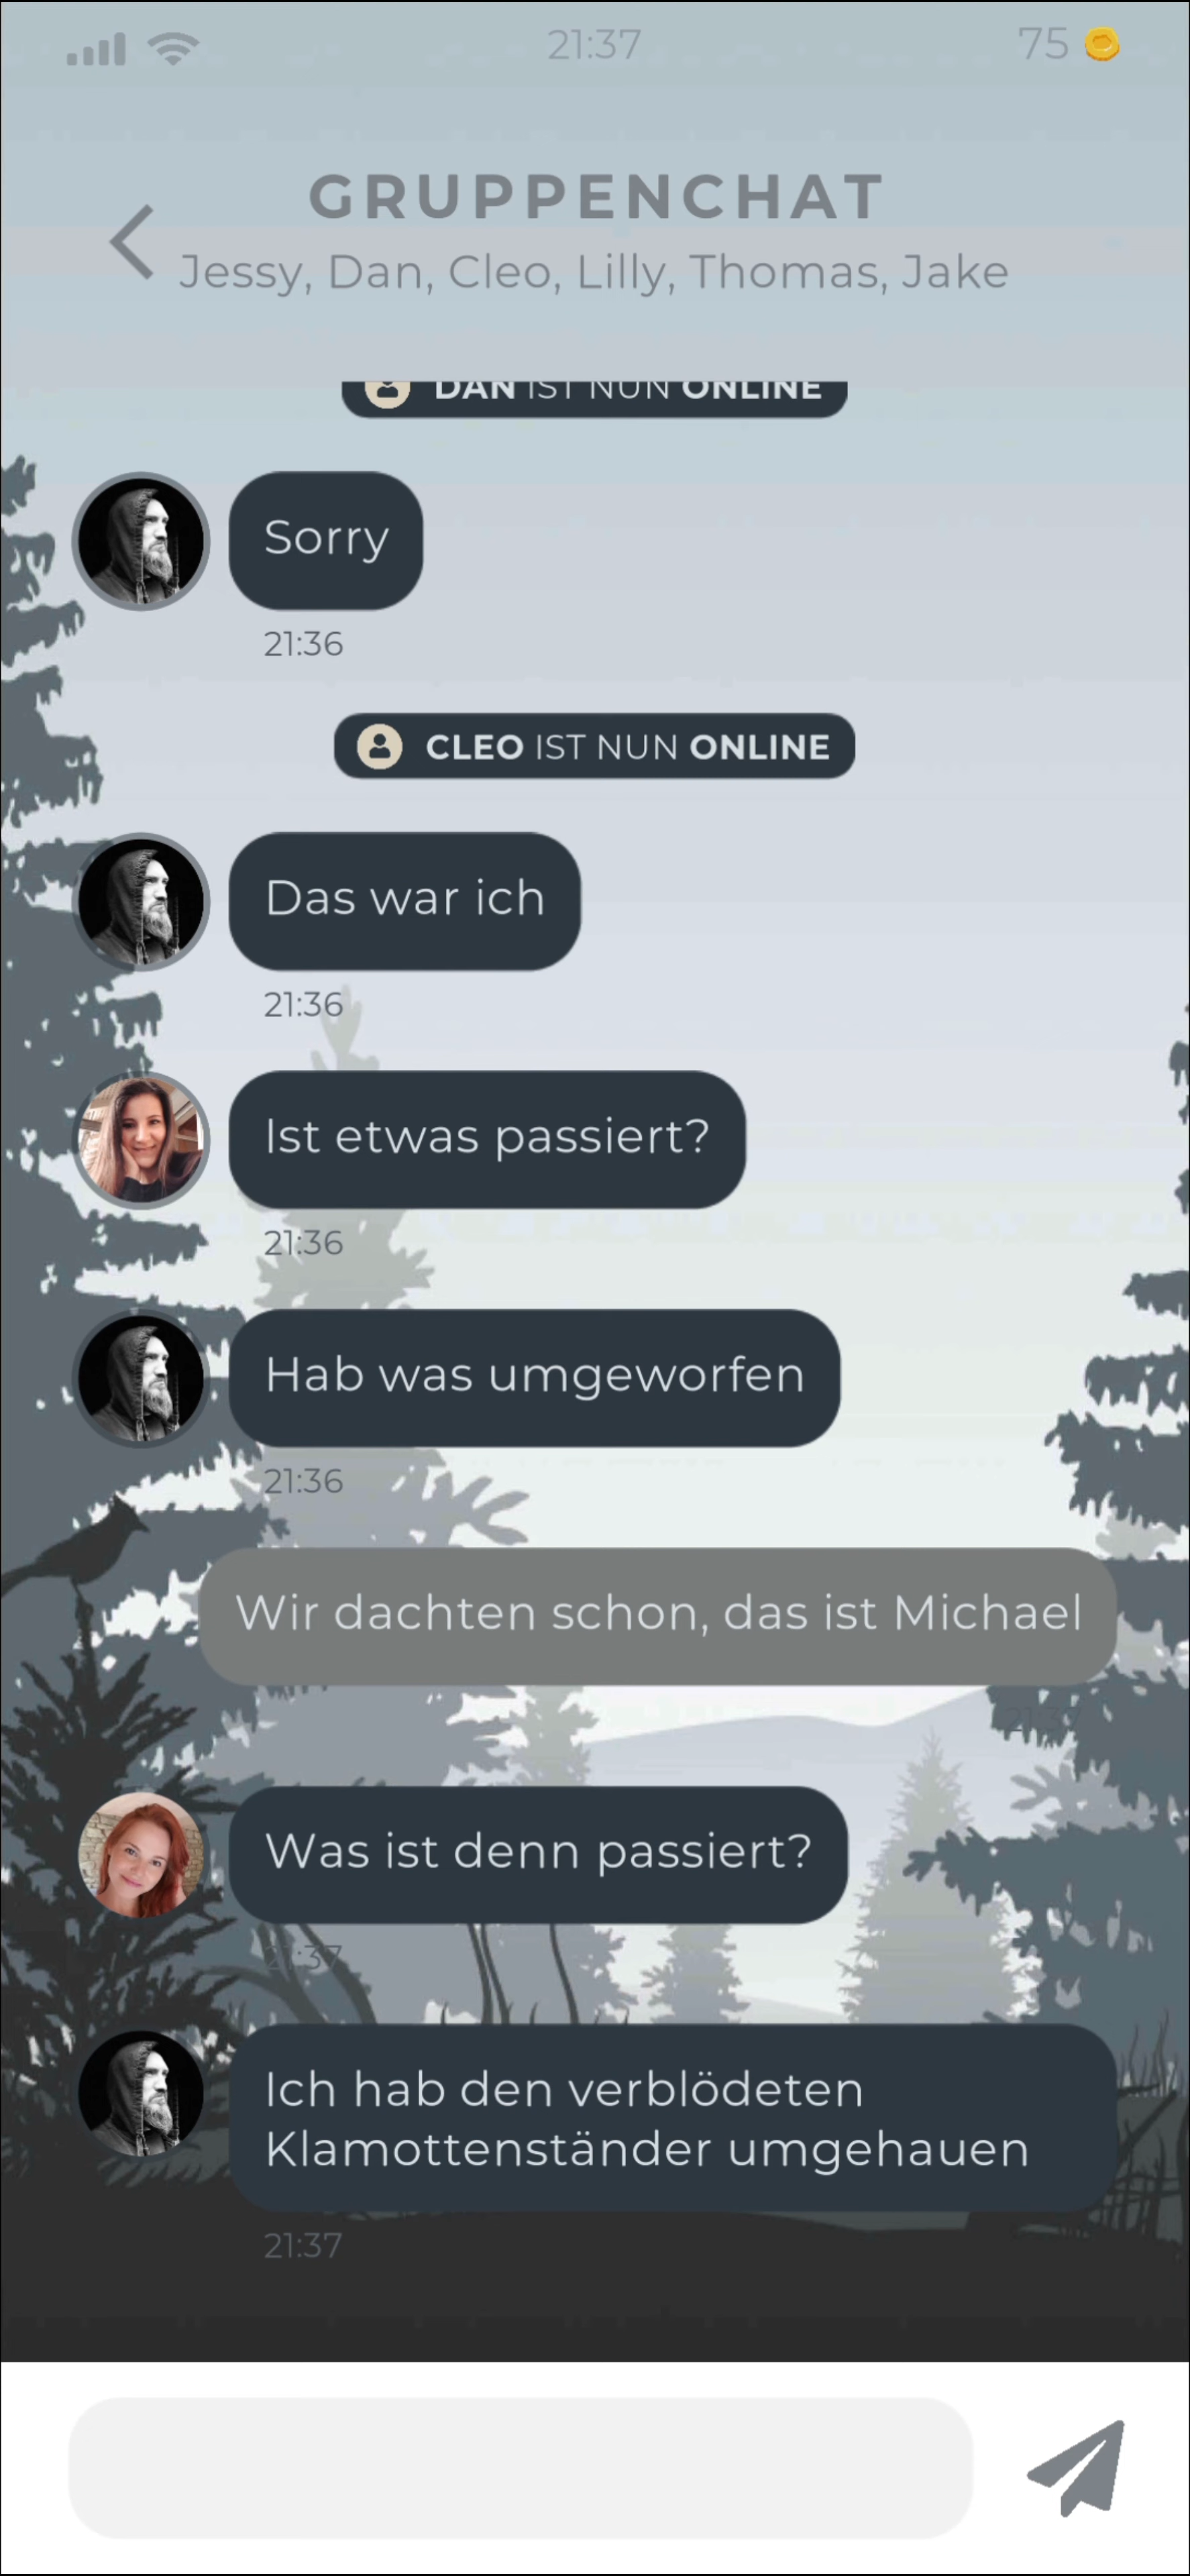 21:37
75
GRUPPENCHAT
Jessy, Dan, Cleo, Lilly, Thomas, Jake
DAN IST NUN ONLINE
Sorry
21:36
CLEO IST NUN ONLINE
Das war ich
21:36
Ist etwas passiert?
21:36
Hab was umgeworfen
21:36
Wir dachten schon, das ist Michael
21:37
Was ist denn passiert?
21:37
Ich hab den verblödeten
Klamottenständer umgehauen
21:37